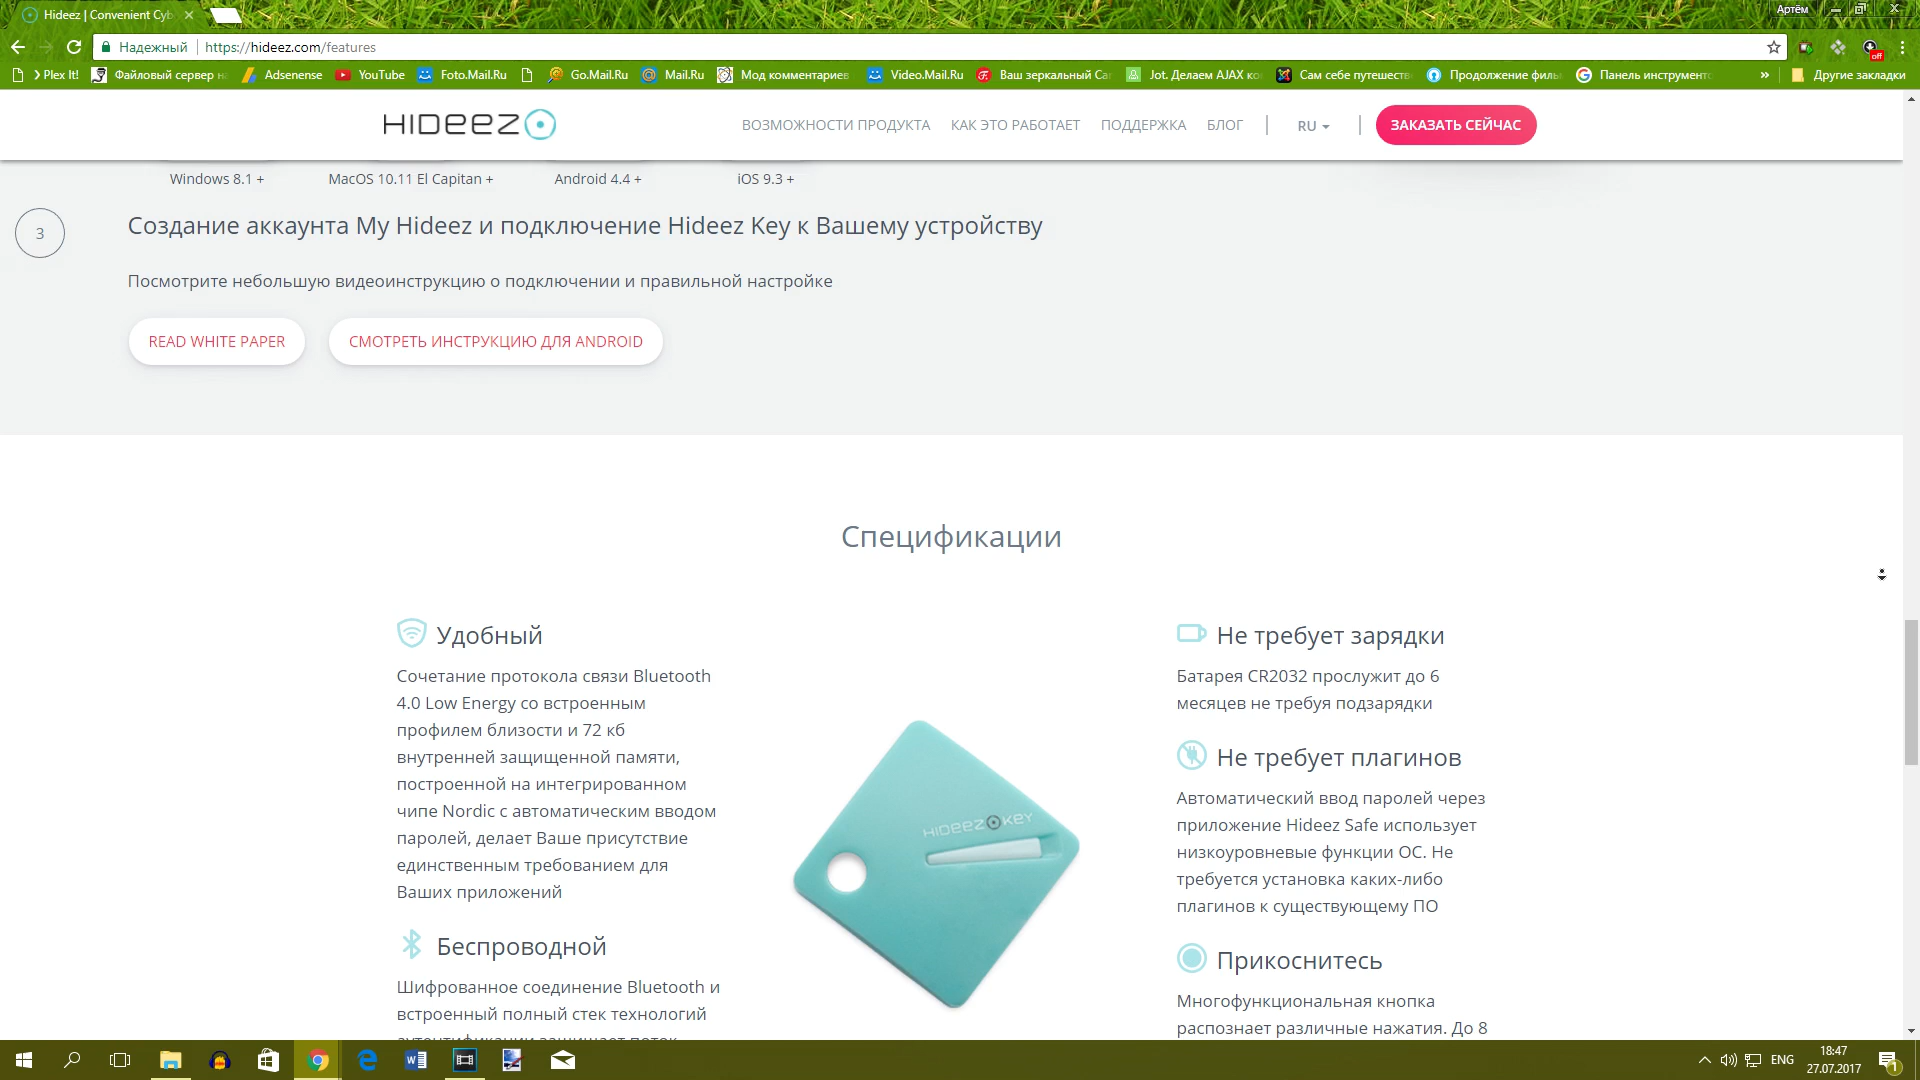 Hideez | Convenient Cyb
Артём
Надежный
https://hideez.com/features
Plex It!
Файловый сервер н
Adsenense
YouTube
Foto.Mail.Ru
Go.Mail.Ru
Mail.Ru
Мод комментариев
Video.Mail.Ru
Ваш зеркальный Са
Jot. Делаем AJAX ко
Сам себе путешеств
Продолжение филь
Панель инструмент
»
Другие закладки
HIDEEZ
ВОЗМОЖНОСТИ ПРОДУКТА
КАК ЭТО РАБОТАЕТ
ПОДДЕРЖКА
БЛОГ
RU
ЗАКАЗАТЬ СЕЙЧАС
Windows 8.1 +
MacOS 10.11 El Capitan +
Android 4.4 +
iOS 9.3 +
3
Создание аккаунта My Hideez и подключение Hideez Key к Вашему устройству
Посмотрите небольшую видеоинструкцию о подключении и правильной настройке
READ WHITE PAPER
СМОТРЕТЬ ИНСТРУКЦИЮ ДЛЯ ANDROID
Спецификации
Удобный
Сочетание протокола связи Bluetooth
4.0 Low Energy со встроенным
профилем близости и 72 кб
внутренней защищенной памяти,
построенной на интегрированном
чипе Nordic с автоматическим вводом
паролей, делает Ваше присутствие
единственным требованием для
Ваших приложений
Беспроводной
Шифрованное соединение Bluetooth и
встроенный полный стек технологий
аутентификации защищает поток
HIDEEZ KEY
Не требует зарядки
Батарея CR2032 прослужит до 6
месяцев не требуя подзарядки
Не требует плагинов
Автоматический ввод паролей через
приложение Hideez Safe использует
низкоуровневые функции ОС. Не
требуется установка каких-либо
плагинов к существующему ПО
Прикоснитесь
Многофункциональная кнопка
распознает различные нажатия. До 8
ENG
18:47
27.07.2017
1